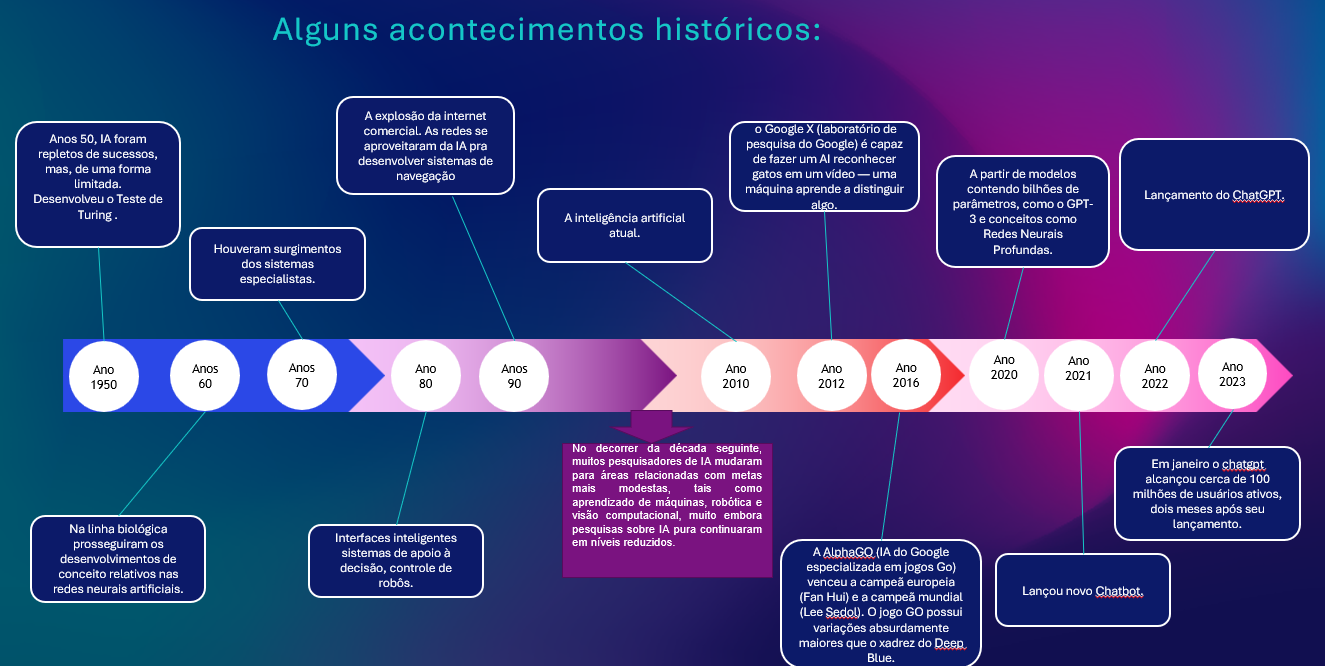 Alguns acontecimentos históricos:
Anos 50, IA foram
repletos de sucessos,
mas, de uma forma
limitada.
Desenvolveu o Teste de
Turing .
Houveram surgimentos
dos sistemas
especialistas.
A explosão da internet
comercial. As redes se
aproveitaram da IA pra
desenvolver sistemas de
navegação
A inteligência artificial
atual.
o Google X (laboratório de
pesquisa do Google) é capaz
de fazer um AI reconhecer
gatos em um vídeo — uma
máquina aprende a distinguir
algo.
A partir de modelos
contendo bilhões de
parâmetros, como o GPT-
3 e conceitos como
Redes Neurais
Profundas.
Lançamento do ChatGPT.
Ano
1950
Anos
60
Anos
70
Ano
80
Anos
90
Ano
2010
Ano
2012
Ano
2016
Ano
2020
Ano
2021
Ano
2022
Ano
2023
Na linha biológica
prosseguiram os
desenvolvimentos de
conceito relativos nas
redes neurais artificiais.
Interfaces inteligentes
sistemas de apoio à
decisão, controle de
robôs.
No decorrer da década seguinte,
muitos pesquisadores de IA mudaram
para áreas relacionadas com metas
mais modestas, tais como
aprendizado de máquinas, robótica e
visão computacional, muito embora
pesquisas sobre IA pura continuaram
em níveis reduzidos.
A AlphaGO (IA do Google
especializada em jogos Go)
venceu a campeã europeia
(Fan Hui) e a campeã mundial
(Lee Sedol). O jogo GO possui
variações absurdamente
maiores que o xadrez do Deep
Blue.
Lançou novo Chatbot.
Em janeiro o chatgpt
alcançou cerca de 100
milhões de usuários ativos,
dois meses após seu
lançamento.